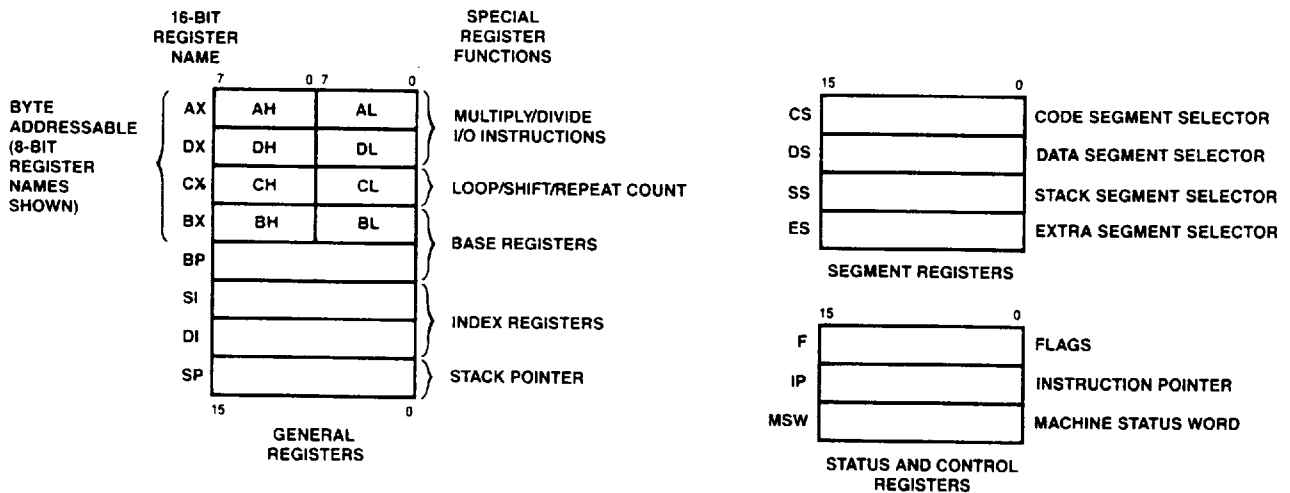 16-BIT
REGISTER
NAME
SPECIAL
REGISTER
FUNCTIONS
7 0 7 0
BYTE
ADDRESSABLE
(8-BIT
REGISTER
NAMES
SHOWN)
AX AH AL
DX DH DL
CX CH CL
BX BH BL
BP
SI
DI
SP
15 0
MULTIPLY/DIVIDE
I/O INSTRUCTIONS
LOOP/SHIFT/REPEAT COUNT
BASE REGISTERS
INDEX REGISTERS
STACK POINTER
GENERAL
REGISTERS
15 0
CS CODE SEGMENT SELECTOR
DS DATA SEGMENT SELECTOR
SS STACK SEGMENT SELECTOR
ES EXTRA SEGMENT SELECTOR
SEGMENT REGISTERS
15 0
F FLAGS
IP INSTRUCTION POINTER
MSW MACHINE STATUS WORD
STATUS AND CONTROL
REGISTERS